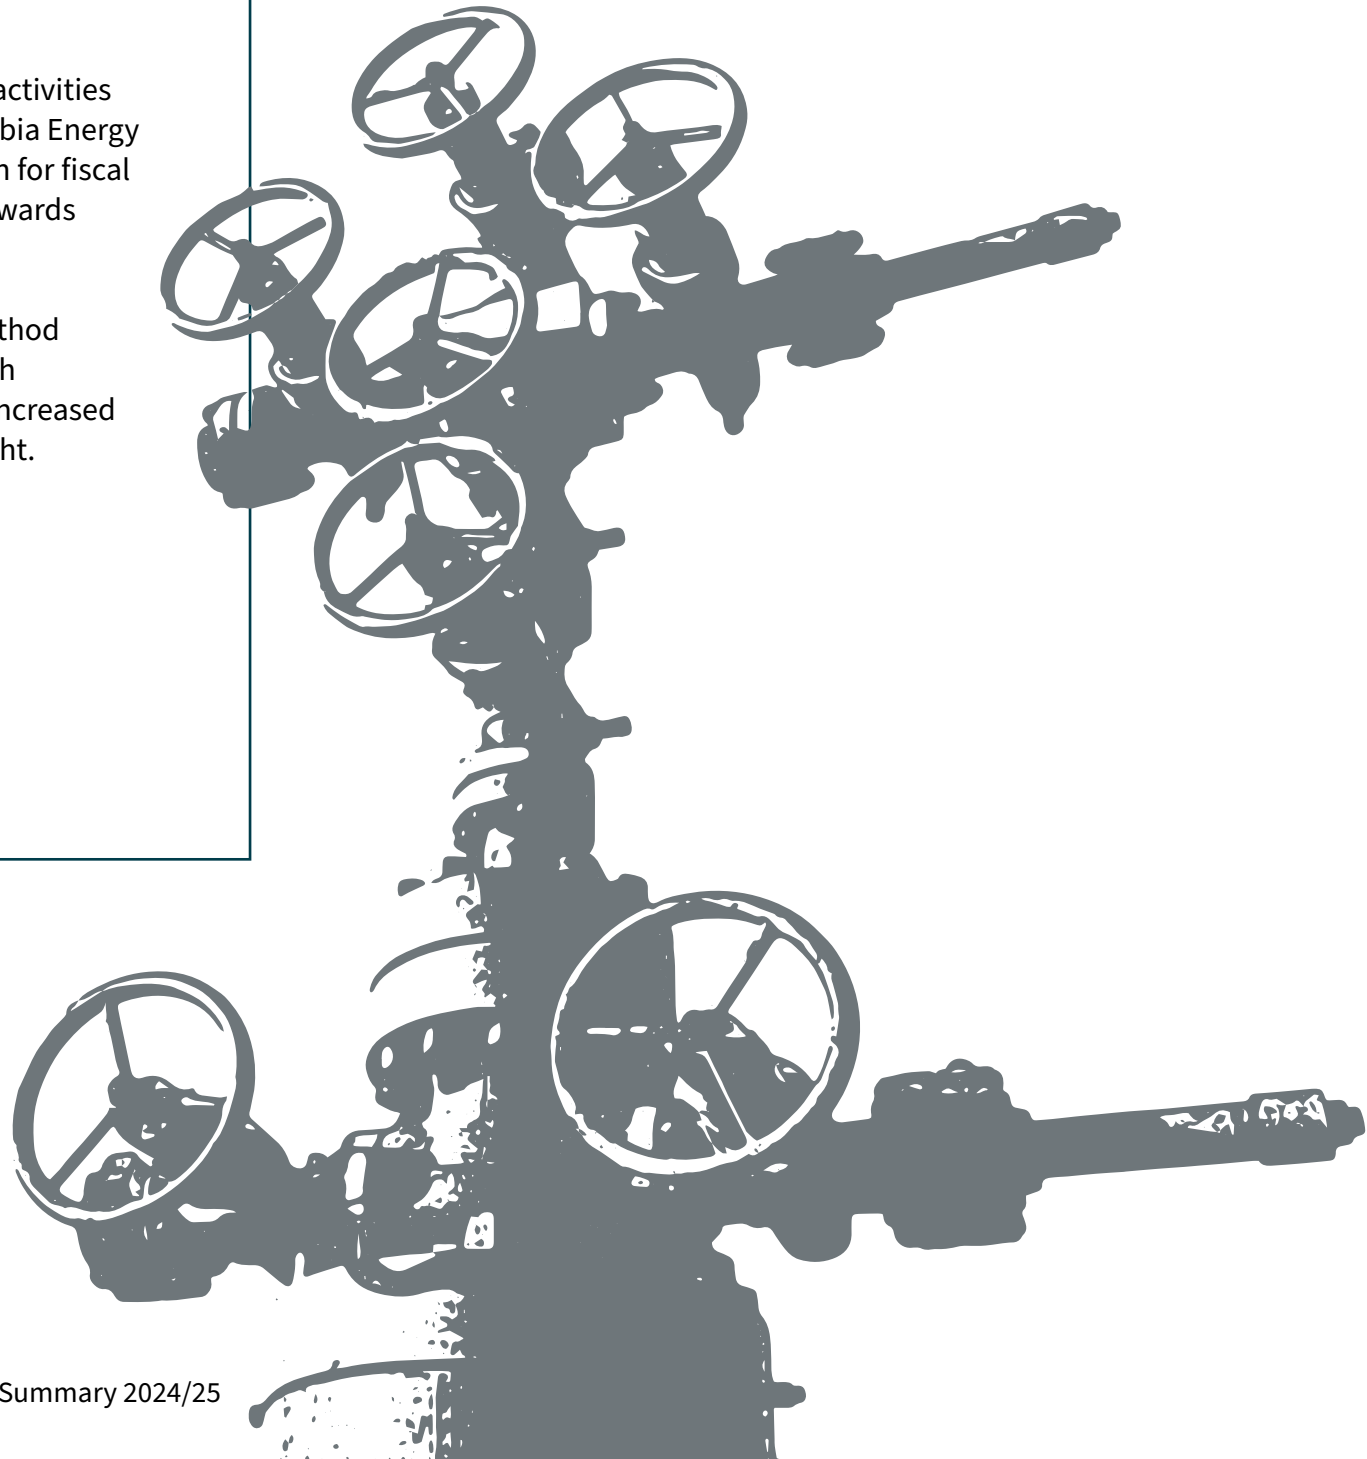 activities
bia Energy
for fiscal
wards
thod
h
ncreased
ht.
Summary 2024/25